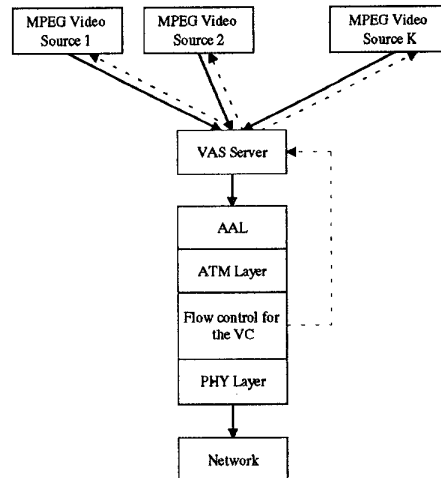 MPEG Video
Source 1
MPEG Video
Source 2
MPEG Video
Source K
VAS Server
AAL
ATM Layer
Flow control for
the VC
PHY Layer
Network